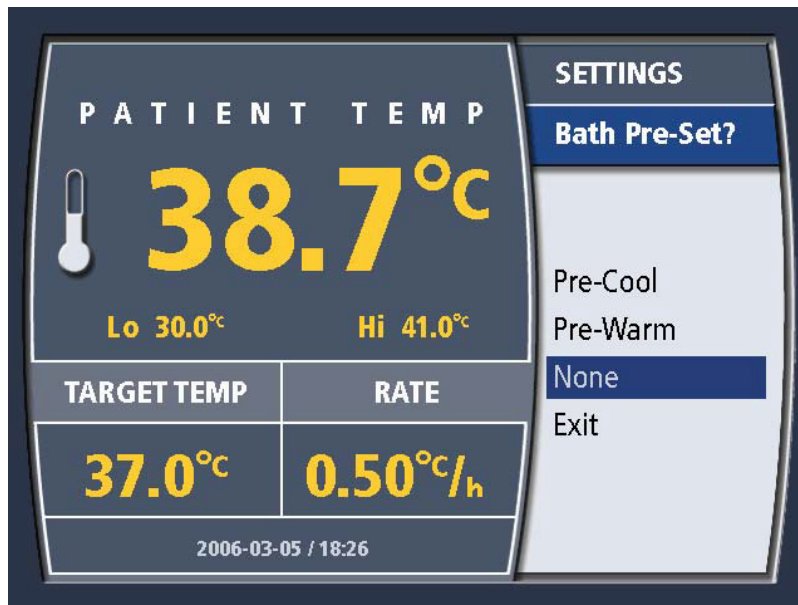 PATIENT TEMP
38.7°C
Lo 30.0°C Hi 41.0°C
TARGET TEMP RATE
37.0°C 0.50°C/h
2006-03-05 / 18:26
SETTINGS
Bath Pre-Set?
Pre-Cool
Pre-Warm
None
Exit